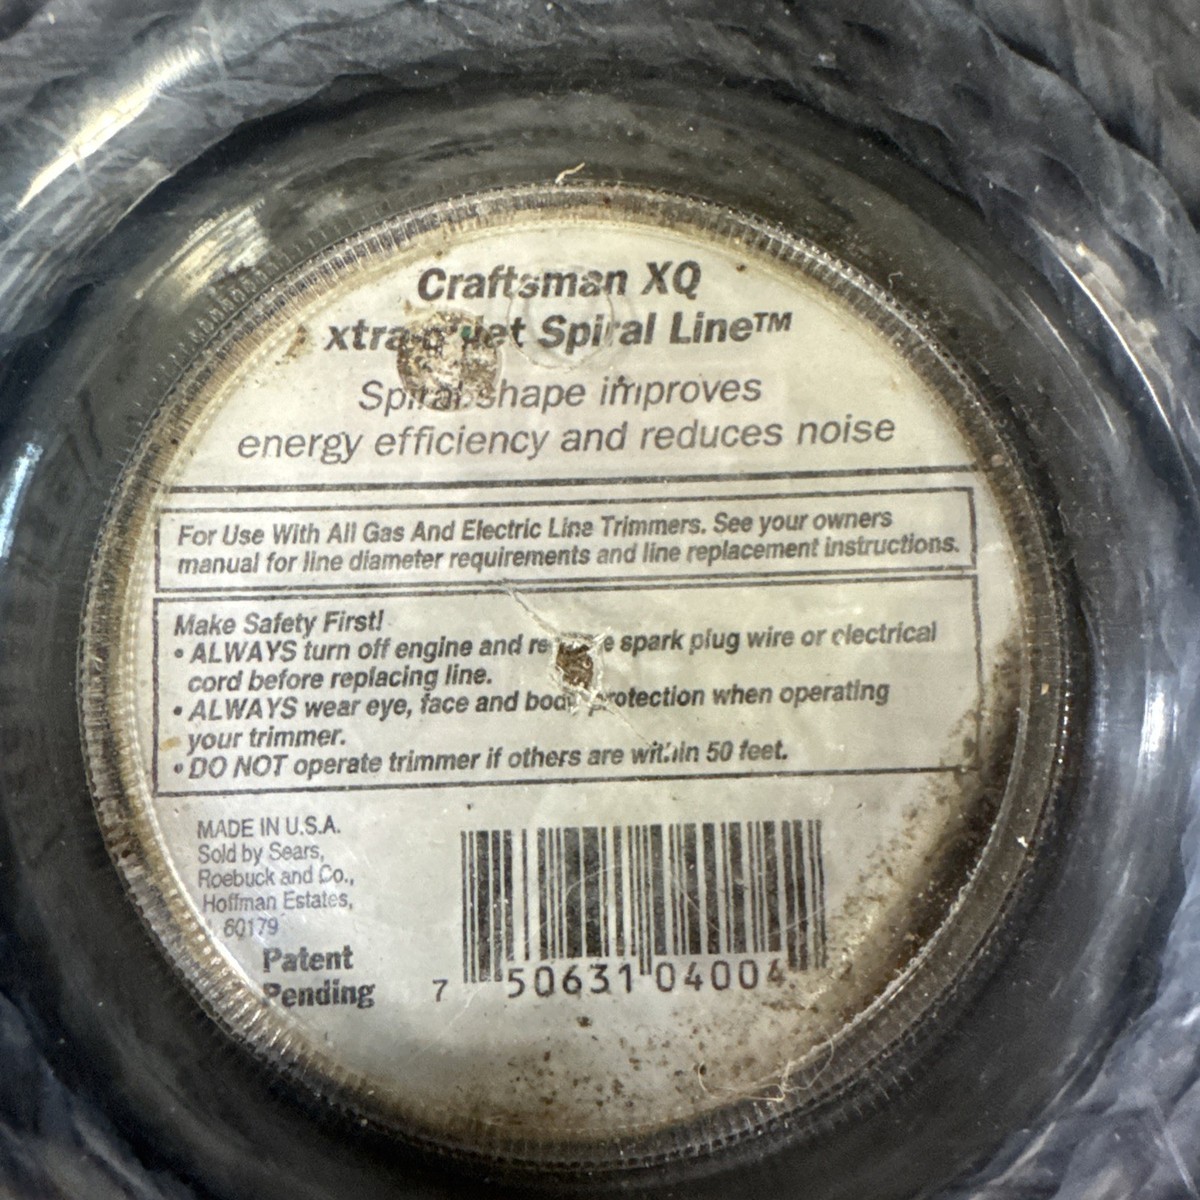 Craftsman XQ
xtra-quiet Spiral Line™
Spiral shape improves
energy efficiency and reduces noise
For Use With All Gas And Electric Line Trimmers. See your owners
manual for line diameter requirements and line replacement instructions.
Make Safety First!
• ALWAYS turn off engine and remove spark plug wire or electrical
cord before replacing line.
• ALWAYS wear eye, face and body protection when operating
your trimmer.
• DO NOT operate trimmer if others are within 50 feet.
MADE IN U.S.A.
Sold by Sears,
Roebuck and Co.,
Hoffman Estates,
60179
Patent
Pending
7 50631 04004